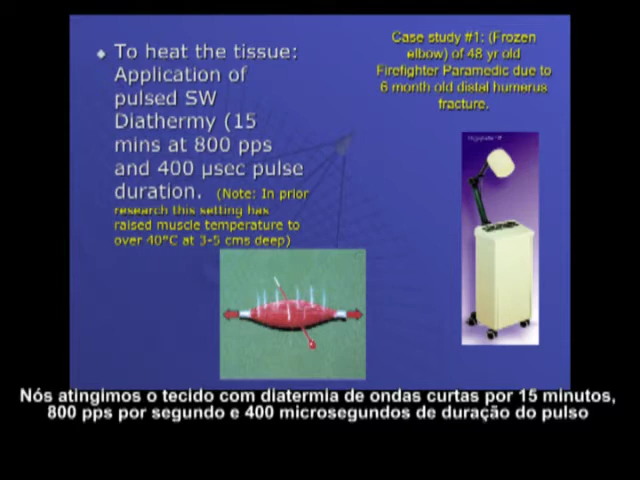 To heat the tissue:
Application of
pulsed SW
Diathermy (15
mins at 800 pps
and 400 µsec pulse
duration. (Note: In prior
research this setting has
raised muscle temperature to
over 40°C at 3-5 cms deep)
Case study #1: (Frozen
elbow) of 48 yr old
Firefighter Paramedic due to
6 month old distal humerus
fracture.
Nós atingimos o tecido com diatermia de ondas curtas por 15 minutos,
800 pps por segundo e 400 microsegundos de duração do pulso